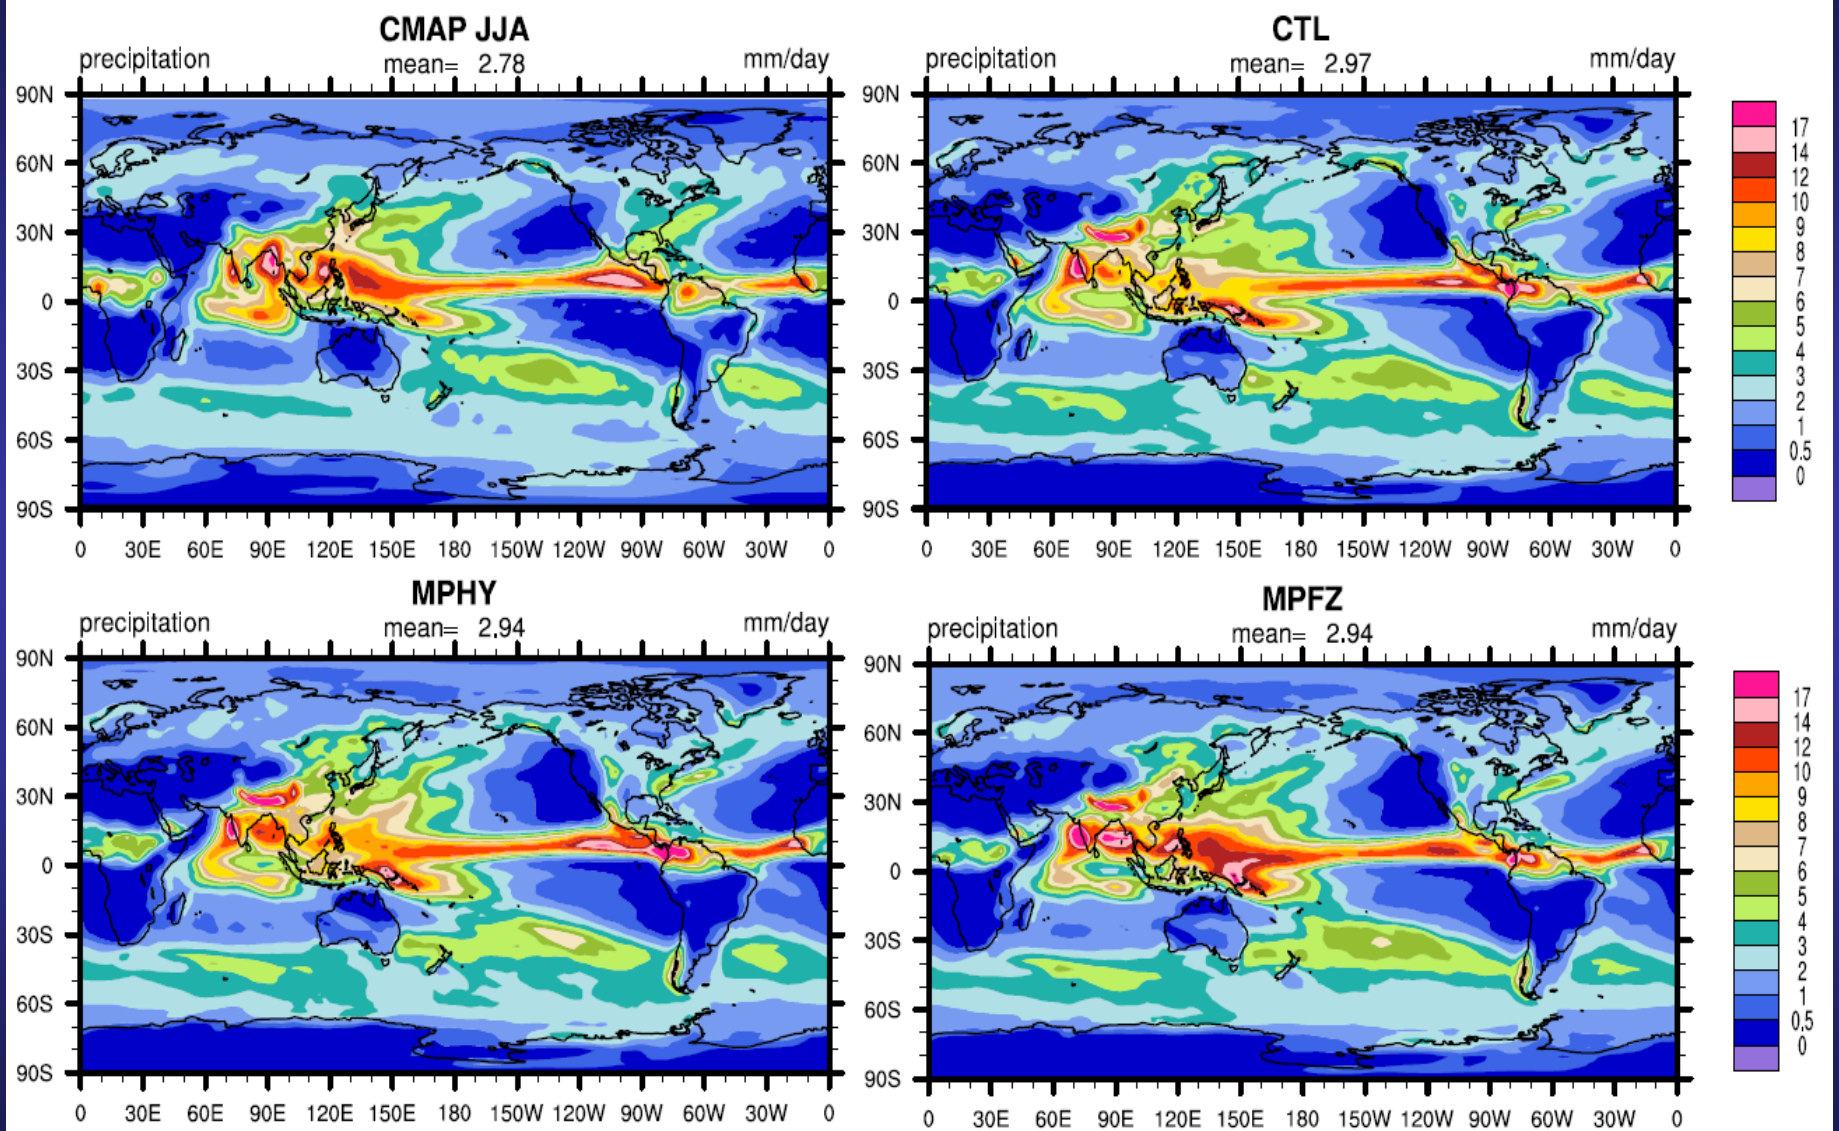 CMAP JJA
precipitation mean= 2.78 mm/day
90N
60N
30N
0
30S
60S
90S
0 30E 60E 90E 120E 150E 180 150W 120W 90W 60W 30W 0
CTL
precipitation mean= 2.97 mm/day
90N
60N
30N
0
30S
60S
90S
0 30E 60E 90E 120E 150E 180 150W 120W 90W 60W 30W 0
17
14
12
10
9
8
7
6
5
4
3
2
1
0.5
0
MPHY
precipitation mean= 2.94 mm/day
90N
60N
30N
0
30S
60S
90S
0 30E 60E 90E 120E 150E 180 150W 120W 90W 60W 30W 0
MPFZ
precipitation mean= 2.94 mm/day
90N
60N
30N
0
30S
60S
90S
0 30E 60E 90E 120E 150E 180 150W 120W 90W 60W 30W 0
17
14
12
10
9
8
7
6
5
4
3
2
1
0.5
0